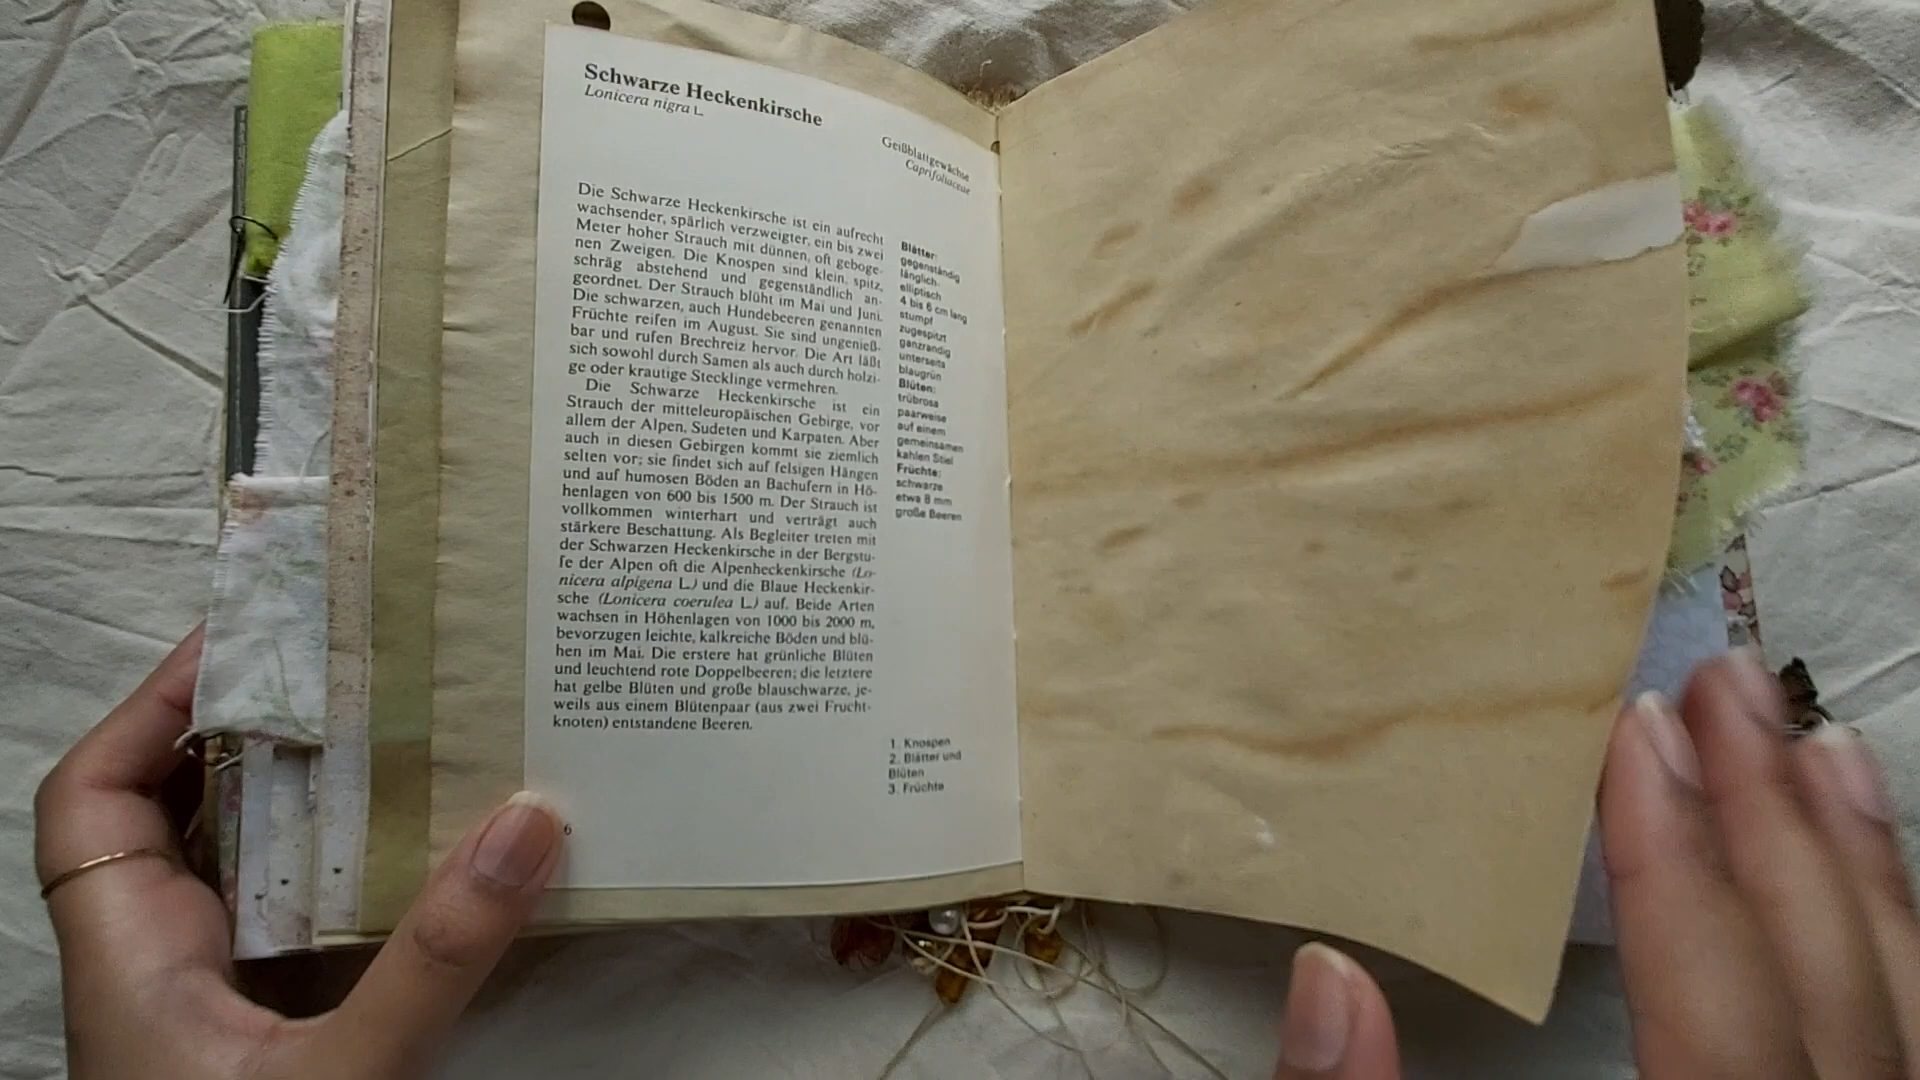 Schwarze Heckenkirsche
Lonicera nigra L.
Geißblattgewächse
Caprifoliaceae
Die Schwarze Heckenkirsche ist ein aufrecht
wachsender, spärlich verzweigter, ein bis zwei
Meter hoher Strauch mit dünnen, oft geboge-
nen Zweigen. Die Knospen sind klein, spitz,
schräg abstehend und gegenständlich an-
geordnet. Der Strauch blüht im Mai und Juni.
Die schwarzen, auch Hundebeeren genannten
Früchte reifen im August. Sie sind ungenieß-
bar und rufen Brechreiz hervor. Die Art läßt
sich sowohl durch Samen als auch durch holzi-
ge oder krautige Stecklinge vermehren.
Die Schwarze Heckenkirsche ist ein
Strauch der mitteleuropäischen Gebirge, vor
allem der Alpen, Sudeten und Karpaten. Aber
auch in diesen Gebirgen kommt sie ziemlich
selten vor; sie findet sich auf felsigen Hängen
und auf humosen Böden an Bachufern in Hö-
henlagen von 600 bis 1500 m. Der Strauch ist
vollkommen winterhart und verträgt auch
stärkere Beschattung. Als Begleiter treten mit
der Schwarzen Heckenkirsche in der Bergstu-
fe der Alpen oft die Alpenheckenkirsche (Lo-
nicera alpigena L.) und die Blaue Heckenkir-
sche (Lonicera coerulea L.) auf. Beide Arten
wachsen in Höhenlagen von 1000 bis 2000 m,
bevorzugen leichte, kalkreiche Böden und blü-
hen im Mai. Die erstere hat grünliche Blüten
und leuchtend rote Doppelbeeren; die letztere
hat gelbe Blüten und große blauschwarze, je-
weils aus einem Blütenpaar (aus zwei Frucht-
knoten) entstandene Beeren.
Blätter:
gegenständig
länglich-
elliptisch
4 bis 6 cm lang
stumpf
zugespitzt
ganzrandig
unterseits
blaugrün
Blüten:
trübrosa
paarweise
auf einem
gemeinsamen
kahlen Stiel
Früchte:
schwarze
etwa 8 mm
große Beeren
1. Knospen
2. Blätter und
Blüten
3. Früchte
6